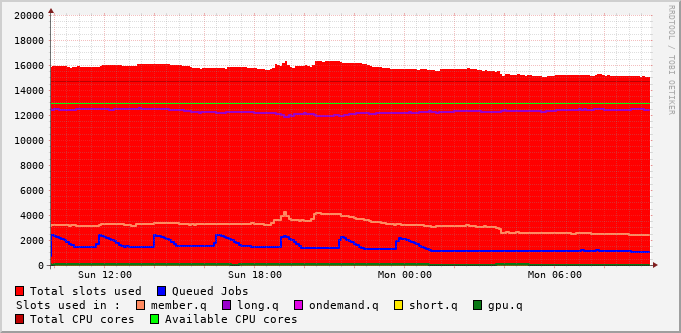 RRDTOOL / TOBI OETIKER
20000
18000
16000
14000
12000
10000
8000
6000
4000
2000
0
Sun 12:00 Sun 18:00 Mon 00:00 Mon 06:00
Total slots used Queued Jobs
Slots used in : member.q long.q ondemand.q short.q gpu.q
Total CPU cores Available CPU cores